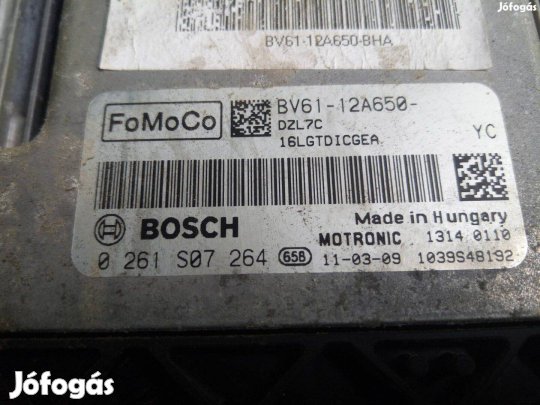 Jófogás
BV61-12A650-BHA
FoMoCo
BV61-12A650-
DZL7C
16LGTDICGEA
YC
BOSCH
Made in Hungary
MOTRONIC 1314 0110
0 261 S07 264 658 11-03-09 1039S48192
Jófogás